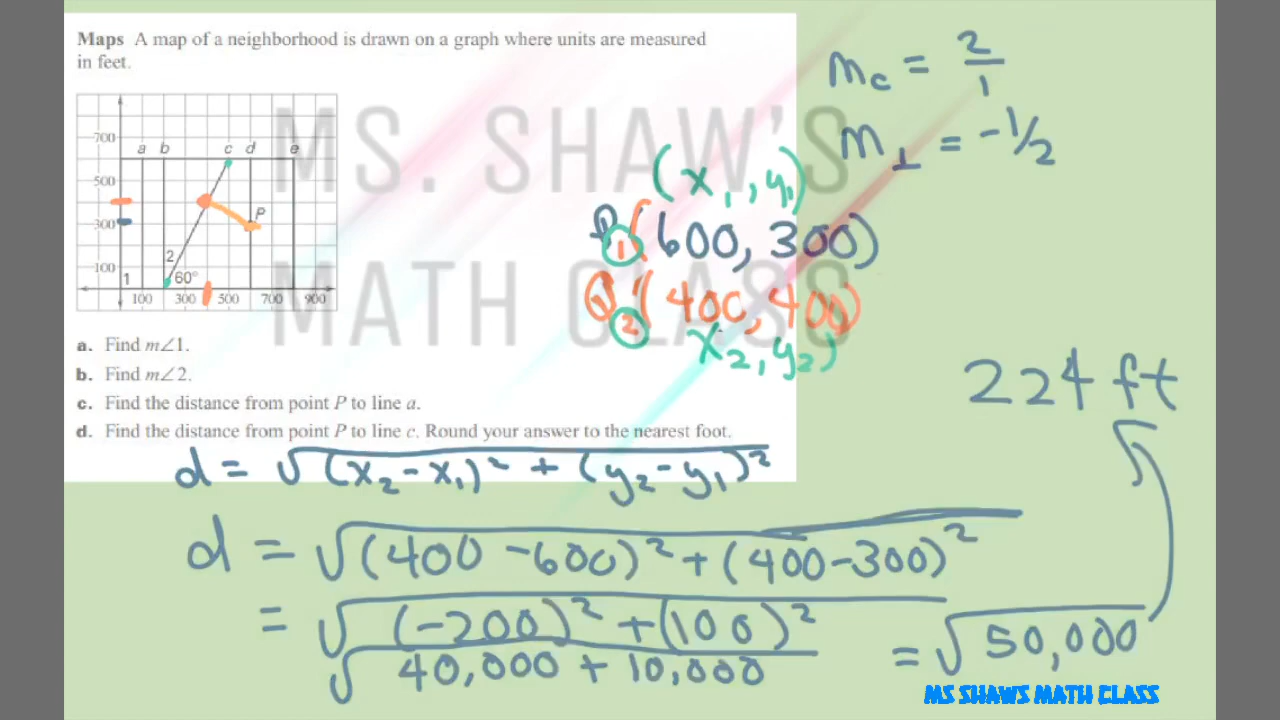 Maps A map of a neighborhood is drawn on a graph where units are measured
in feet.
MS. SHAW'S
MATH CLASS
700
500
300
100
a b c d e
P
2
1
60°
100 300 500 700 900
a. Find m∠1.
b. Find m∠2.
c. Find the distance from point P to line a.
d. Find the distance from point P to line c. Round your answer to the nearest foot.
m_c = 2/1
m_⊥ = -1/2
(x₁, y₁)
① (600, 300)
② (400, 400)
x₂, y₂)
224 ft
d = √(x₂-x₁)² + (y₂-y₁)²
d = √(400-600)² + (400-300)²
= √(-200)² + (100)²
√40,000 + 10,000 = √50,000
MS SHAWS MATH CLASS